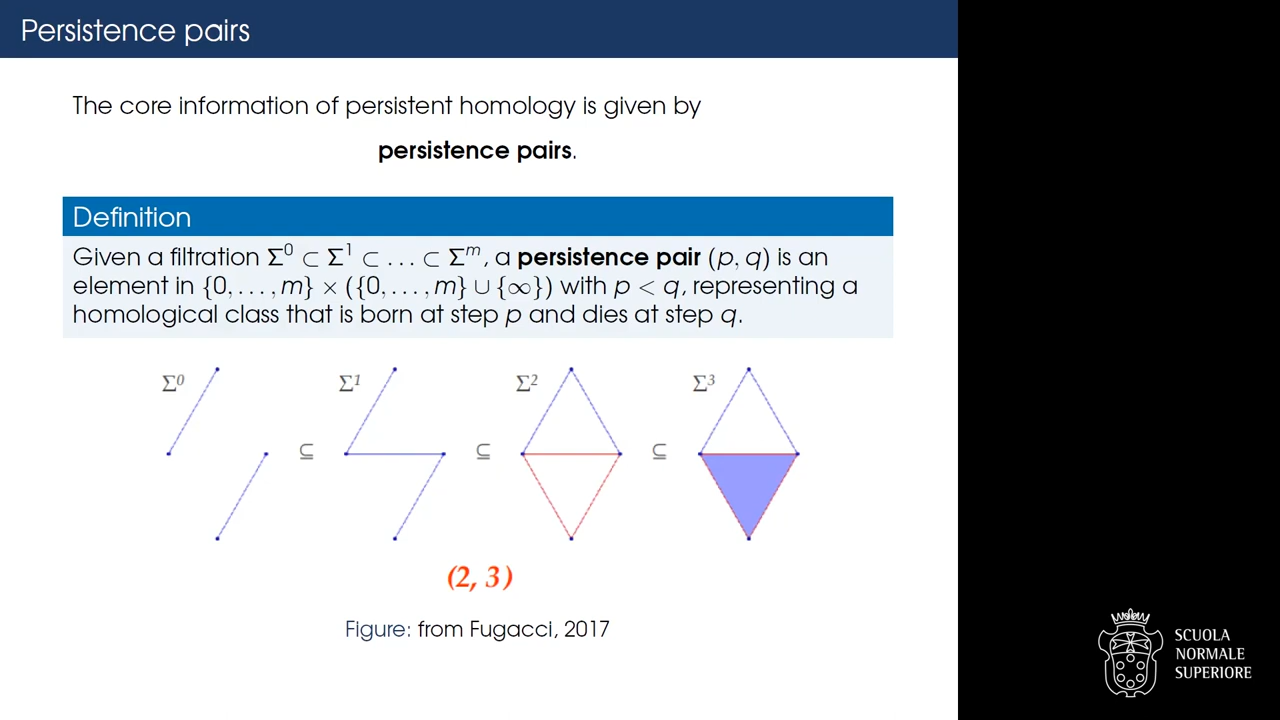 Persistence pairs
The core information of persistent homology is given by
persistence pairs.
Definition
Given a filtration Σ⁰ ⊂ Σ¹ ⊂ … ⊂ Σᵐ, a persistence pair (p, q) is an
element in {0, …, m} × ({0, …, m} ∪ {∞}) with p < q, representing a
homological class that is born at step p and dies at step q.
Σ⁰ ⊆ Σ¹ ⊆ Σ² ⊆ Σ³
(2, 3)
Figure: from Fugacci, 2017
SCUOLA
NORMALE
SUPERIORE